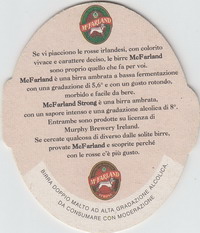 McFARLAND
Se vi piacciono le rosse irlandesi, con colorito
vivace e carattere deciso, le birre McFarland
sono proprio quello che fa per voi.
McFarland è una birra ambrata a bassa fermentazione
con una gradazione di 5,6° e con un gusto rotondo,
morbido e facile da bere.
McFarland Strong è una birra ambrata,
con un sapore intenso e una gradazione alcolica di 8°.
Entrambe sono prodotte su licenza di
Murphy Brewery Ireland.
Se cercate qualcosa di diverso dalle solite birre,
provate McFarland e scoprite perché
con le rosse c'è più gusto.
McFARLAND
BIRRA DOPPIO MALTO AD ALTA GRADAZIONE ALCOLICA
DA CONSUMARE CON MODERAZIONE